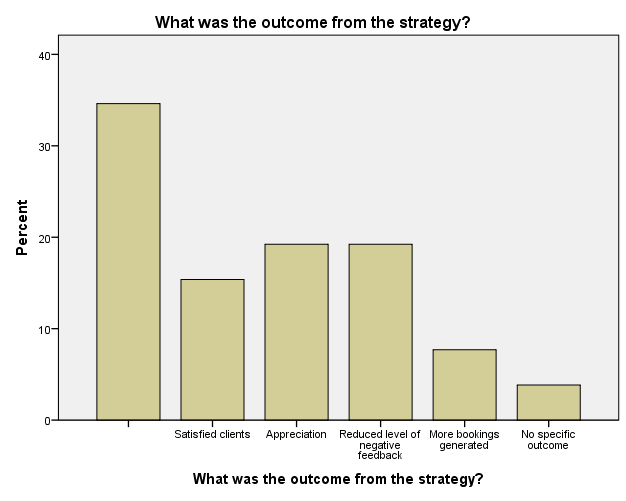 What was the outcome from the strategy?
Percent
40
30
20
10
0
Satisfied clients
Appreciation
Reduced level of
negative
feedback
More bookings
generated
No specific
outcome
What was the outcome from the strategy?